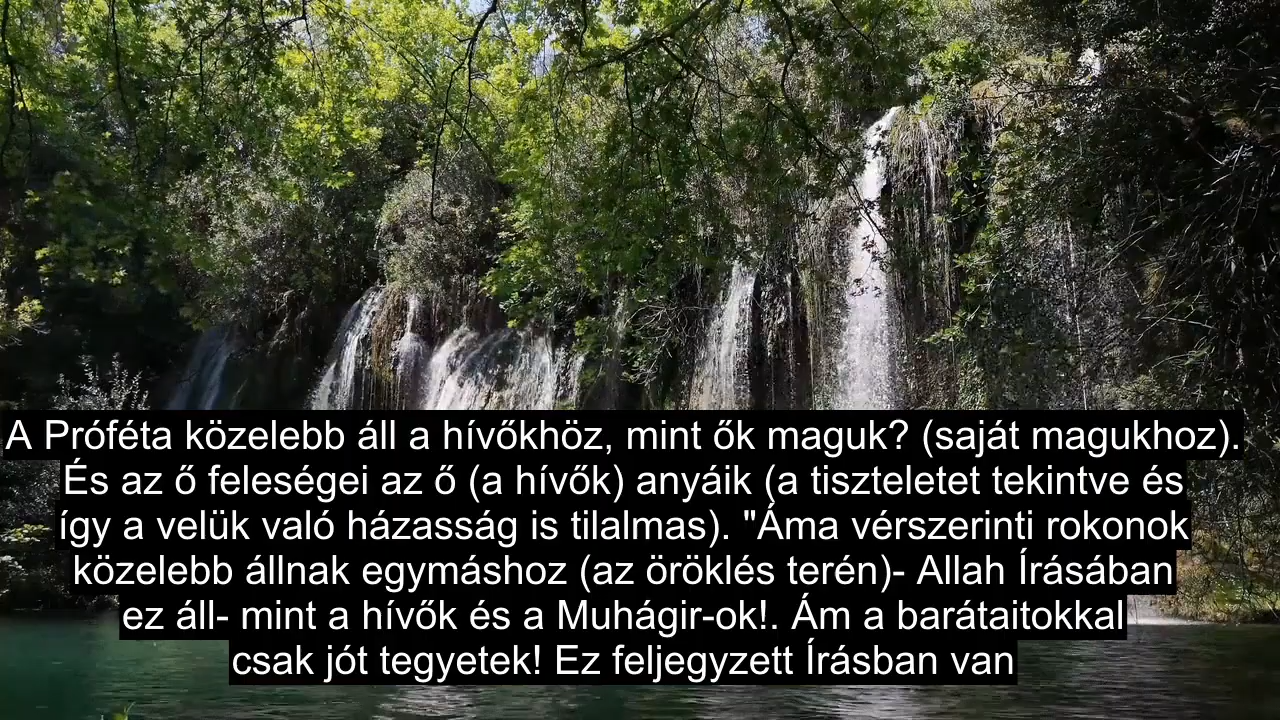 A Próféta közelebb áll a hívőkhöz, mint ők maguk? (saját magukhoz).
És az ő feleségei az ő (a hívők) anyáik (a tiszteletet tekintve és
így a velük való házasság is tilalmas). "Áma vérszerinti rokonok
közelebb állnak egymáshoz (az öröklés terén)- Allah Írásában
ez áll- mint a hívők és a Muhágir-ok!. Ám a barátaitokkal
csak jót tegyetek! Ez feljegyzett Írásban van